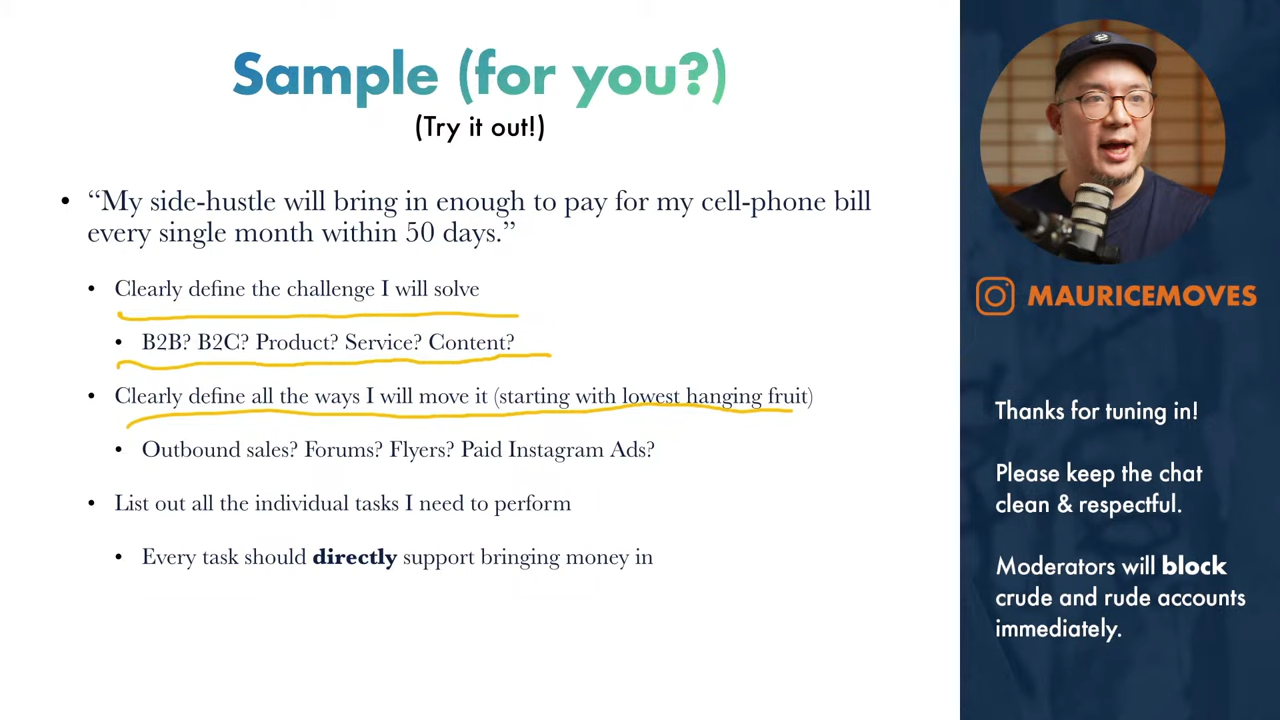 Sample (for you?)
(Try it out!)
• “My side-hustle will bring in enough to pay for my cell-phone bill
every single month within 50 days.”
• Clearly define the challenge I will solve
• B2B? B2C? Product? Service? Content?
• Clearly define all the ways I will move it (starting with lowest hanging fruit)
• Outbound sales? Forums? Flyers? Paid Instagram Ads?
• List out all the individual tasks I need to perform
• Every task should directly support bringing money in
MAURICEMOVES
Thanks for tuning in!
Please keep the chat
clean & respectful.
Moderators will block
crude and rude accounts
immediately.